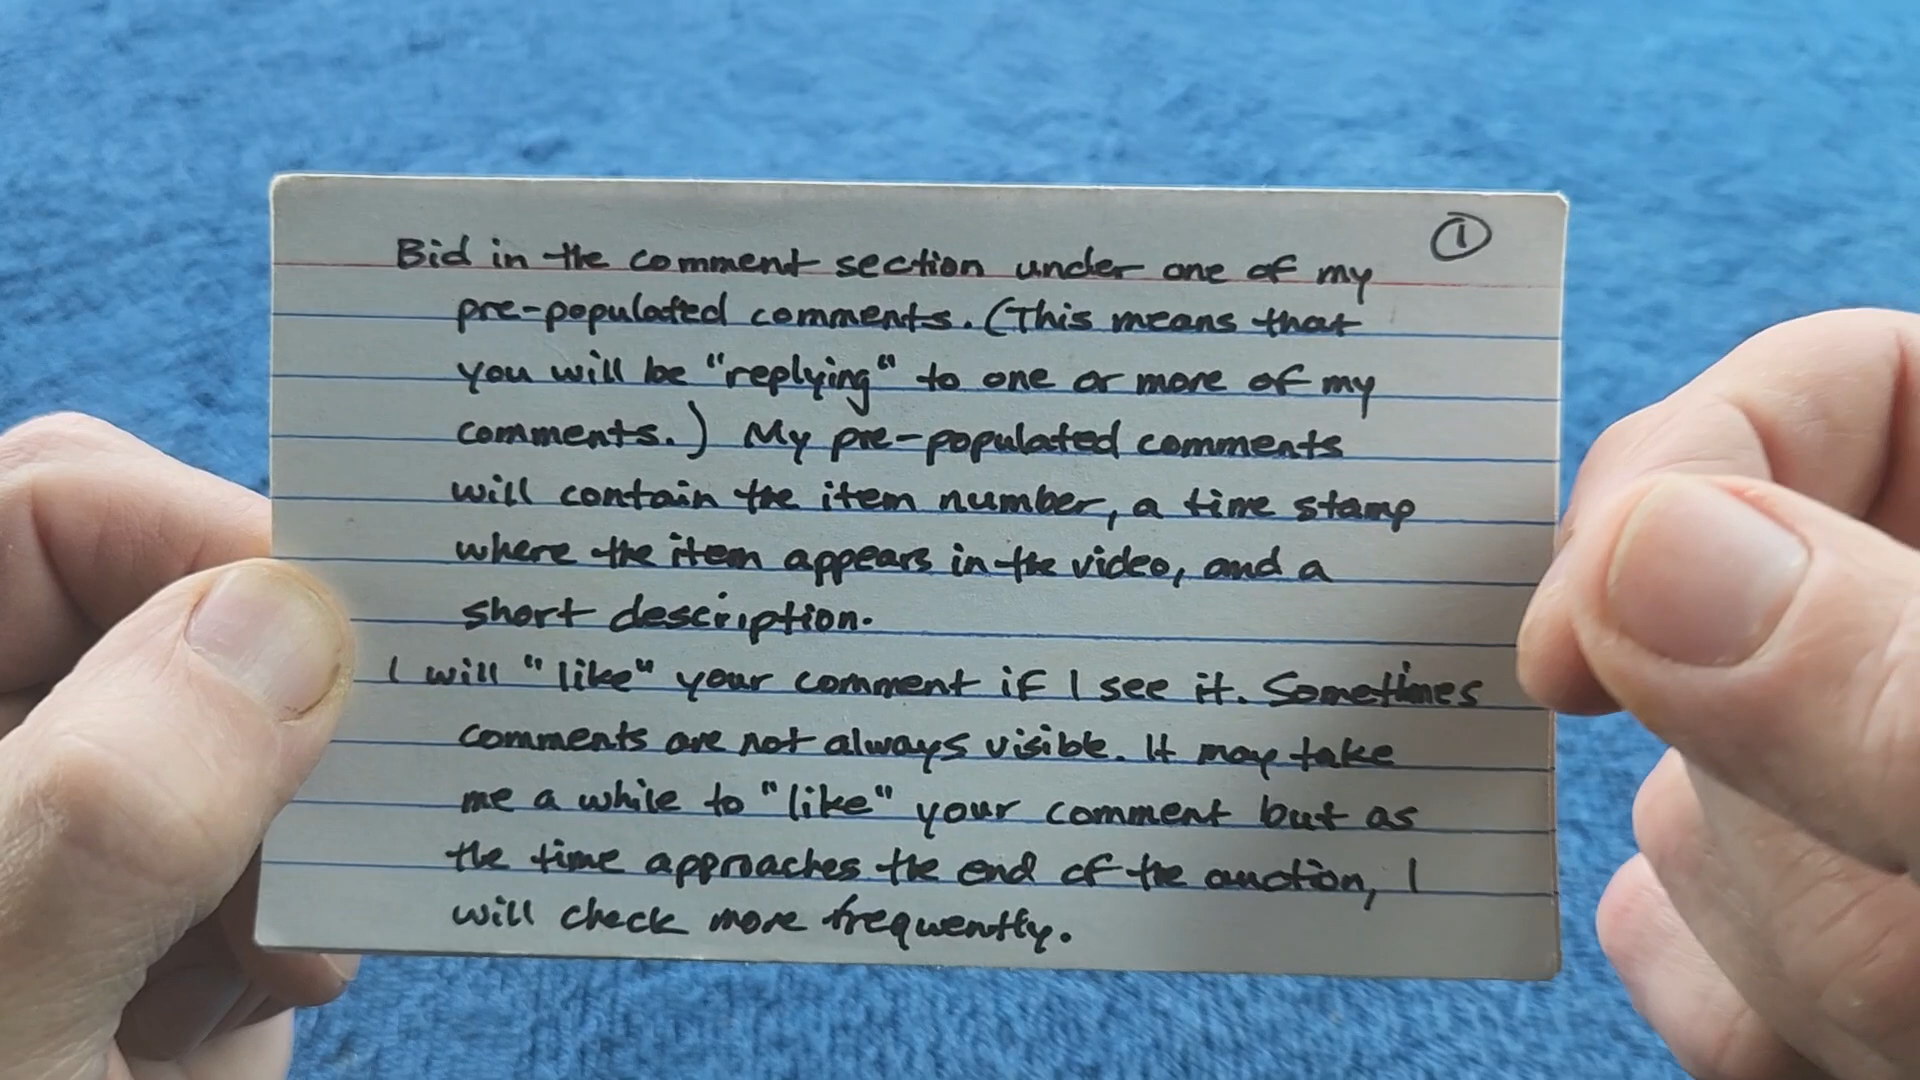 ①
Bid in the comment section under one of my
pre-populated comments. (This means that
you will be "replying" to one or more of my
comments.) My pre-populated comments
will contain the item number, a time stamp
where the item appears in the video, and a
short description.
I will "like" your comment if I see it. Sometimes
comments are not always visible. It may take
me a while to "like" your comment but as
the time approaches the end of the auction, I
will check more frequently.